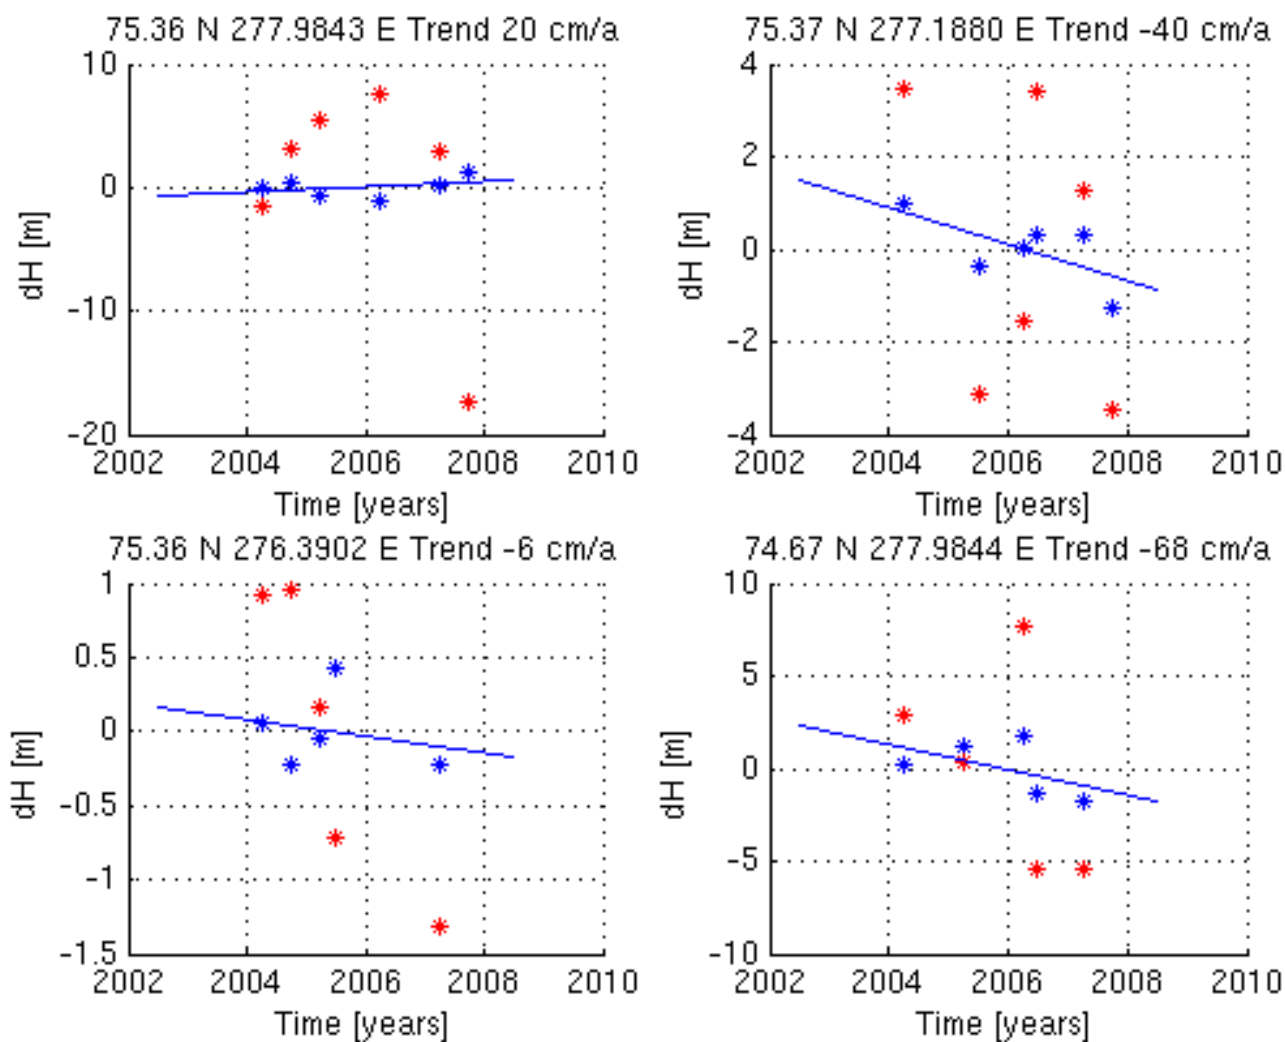 75.36 N 277.9843 E Trend 20 cm/a
10
0
-10
-20
dH [m]
2002 2004 2006 2008 2010
Time [years]
75.37 N 277.1880 E Trend -40 cm/a
4
2
0
-2
-4
dH [m]
2002 2004 2006 2008 2010
Time [years]
75.36 N 276.3902 E Trend -6 cm/a
1
0.5
0
-0.5
-1
-1.5
dH [m]
2002 2004 2006 2008 2010
Time [years]
74.67 N 277.9844 E Trend -68 cm/a
10
5
0
-5
-10
dH [m]
2002 2004 2006 2008 2010
Time [years]